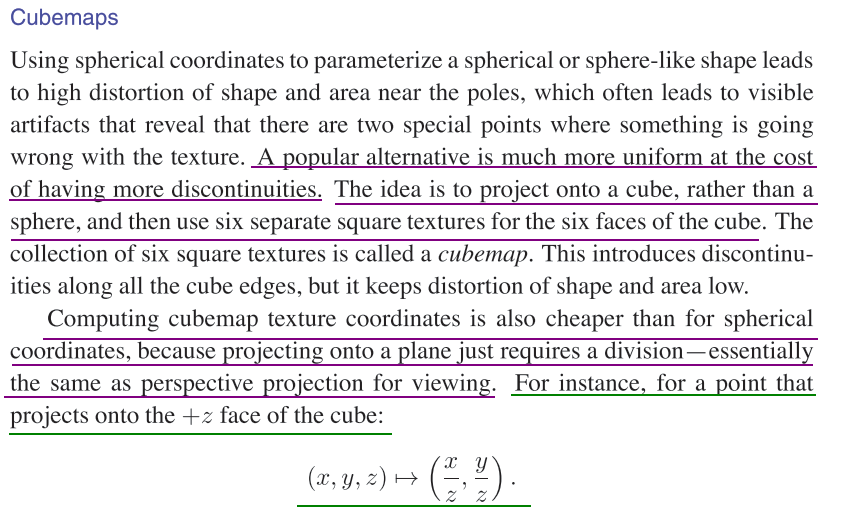 Cubemaps
Using spherical coordinates to parameterize a spherical or sphere-like shape leads
to high distortion of shape and area near the poles, which often leads to visible
artifacts that reveal that there are two special points where something is going
wrong with the texture. A popular alternative is much more uniform at the cost
of having more discontinuities. The idea is to project onto a cube, rather than a
sphere, and then use six separate square textures for the six faces of the cube. The
collection of six square textures is called a cubemap. This introduces discontinu-
ities along all the cube edges, but it keeps distortion of shape and area low.
Computing cubemap texture coordinates is also cheaper than for spherical
coordinates, because projecting onto a plane just requires a division—essentially
the same as perspective projection for viewing. For instance, for a point that
projects onto the +z face of the cube:
(x, y, z) ↦ (x/z, y/z).